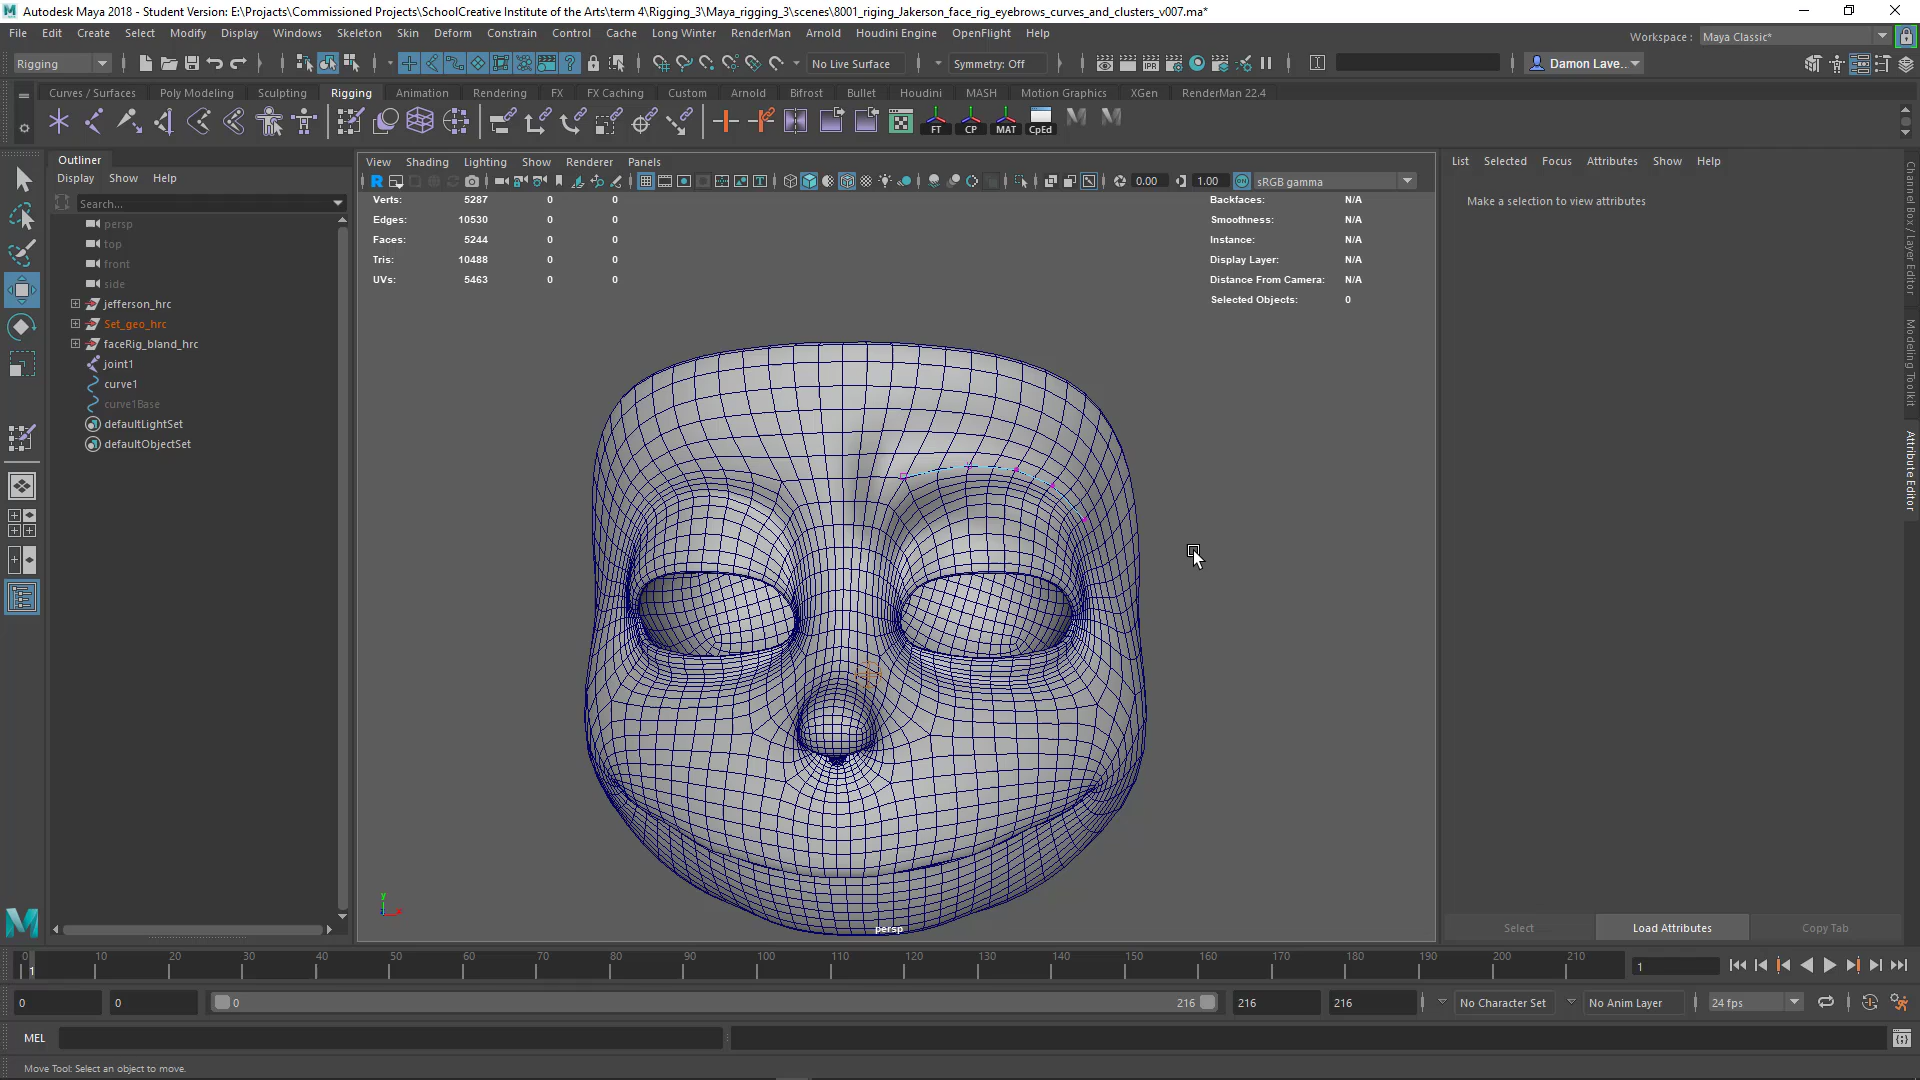 Autodesk Maya 2018 - Student Version: E:\Projects\Commissioned Projects\SchoolCreative Institute of the Arts\term 4\Rigging_3\Maya_rigging_3\scenes\8001_riging_Jakerson_face_rig_eyebrows_curves_and_clusters_v007.ma*
File Edit Create Select Modify Display Windows Skeleton Skin Deform Constrain Control Cache Long Winter RenderMan Arnold Houdini Engine OpenFlight Help
Workspace : Maya Classic*
Rigging No Live Surface Symmetry: Off Damon Lave...
Curves / Surfaces Poly Modeling Sculpting Rigging Animation Rendering FX FX Caching Custom Arnold Bifrost Bullet Houdini MASH Motion Graphics XGen RenderMan 22.4
FT CP MAT CpEd
Outliner
Display Show Help
Search...
persp
top
front
side
jefferson_hrc
Set_geo_hrc
faceRig_bland_hrc
joint1
curve1
curve1Base
defaultLightSet
defaultObjectSet
View Shading Lighting Show Renderer Panels
0.00 1.00 sRGB gamma
Verts: 5287 0 0
Edges: 10530 0 0
Faces: 5244 0 0
Tris: 10488 0 0
UVs: 5463 0 0
Backfaces: N/A
Smoothness: N/A
Instance: N/A
Display Layer: N/A
Distance From Camera: N/A
Selected Objects: 0
y
persp
List Selected Focus Attributes Show Help
Make a selection to view attributes
Channel Box / Layer Editor
Modeling Toolkit
Attribute Editor
Select Load Attributes Copy Tab
0 10 20 30 40 50 60 70 80 90 100 110 120 130 140 150 160 170 180 190 200 210
1
1
0 0 0 216 216 216 No Character Set No Anim Layer 24 fps
MEL
Move Tool: Select an object to move.